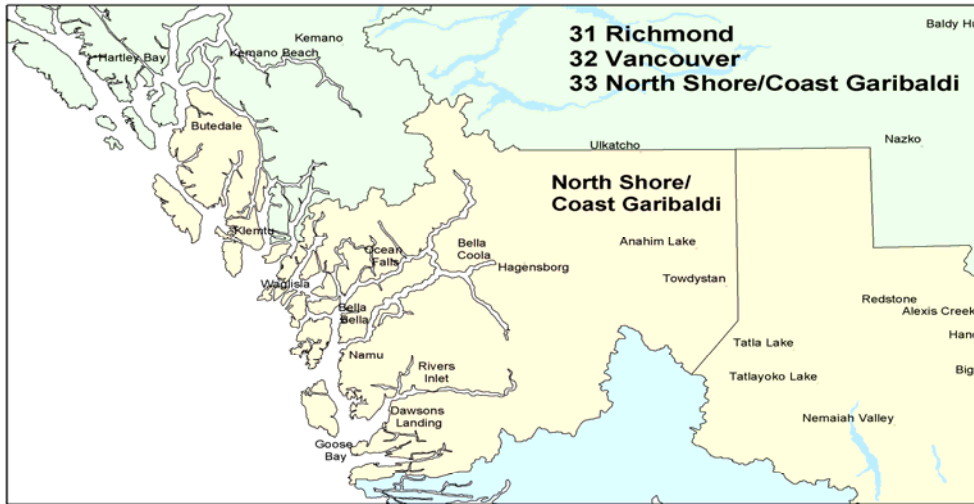 31 Richmond
32 Vancouver
33 North Shore/Coast Garibaldi
Baldy Hu
Kemano
Hartley Bay
Kemano Beach
Butedale
Ulkatcho
Nazko
North Shore/
Coast Garibaldi
Klemtu
Anahim Lake
Ocean
Falls
Bella
Coola
Hagensborg
Towdystan
Waglisla
Redstone
Alexis Creek
Bella
Bella
Hanc
Tatla Lake
Namu
Rivers
Inlet
Tatlayoko Lake
Big
Dawsons
Landing
Nemaiah Valley
Goose
Bay